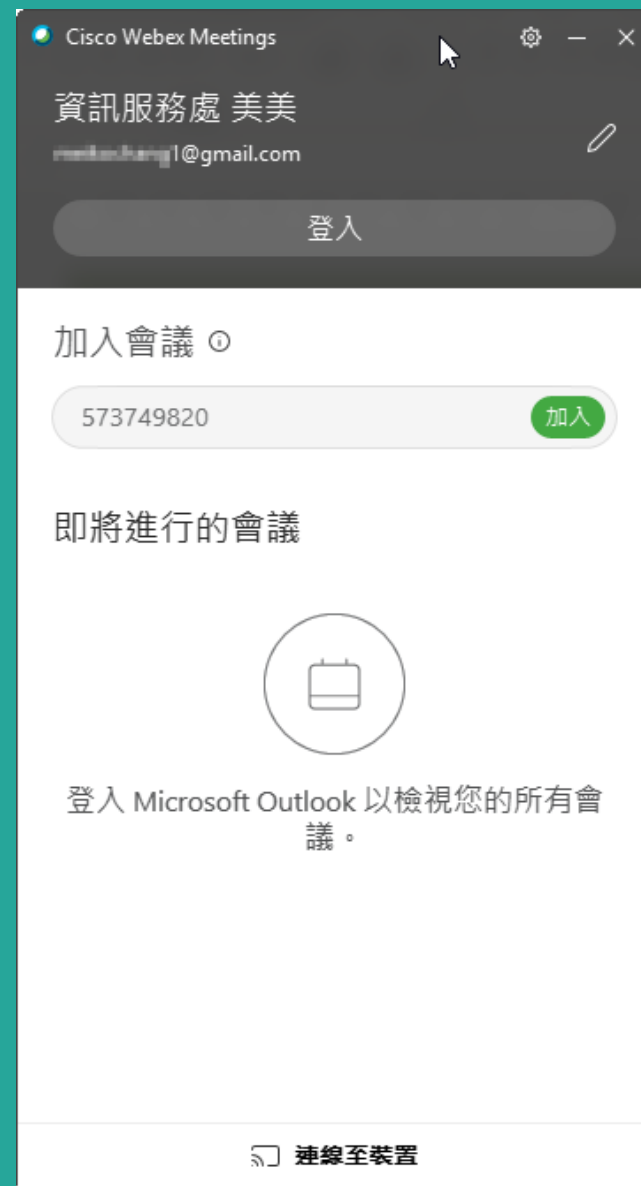 Cisco Webex Meetings
資訊服務處 美美
1@gmail.com
登入
加入會議
573749820
加入
即將進行的會議
登入 Microsoft Outlook 以檢視您的所有會
議。
連線至裝置